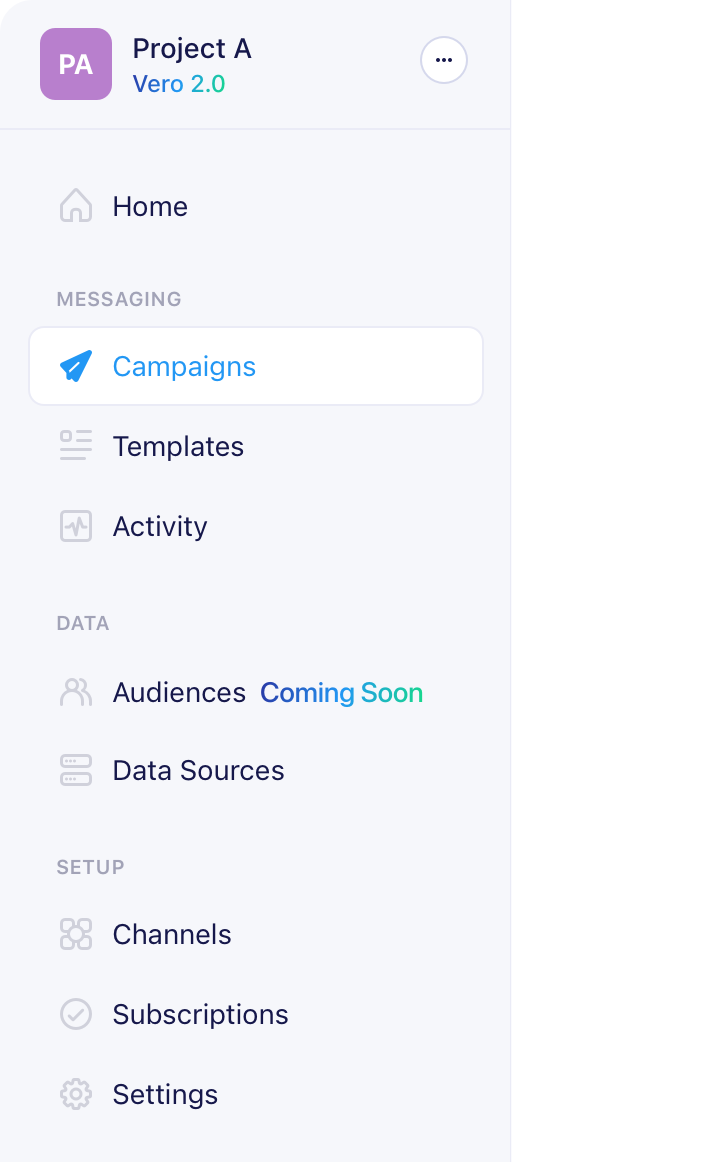 PA
Project A
Vero 2.0
Home
MESSAGING
Campaigns
Templates
Activity
DATA
Audiences Coming Soon
Data Sources
SETUP
Channels
Subscriptions
Settings